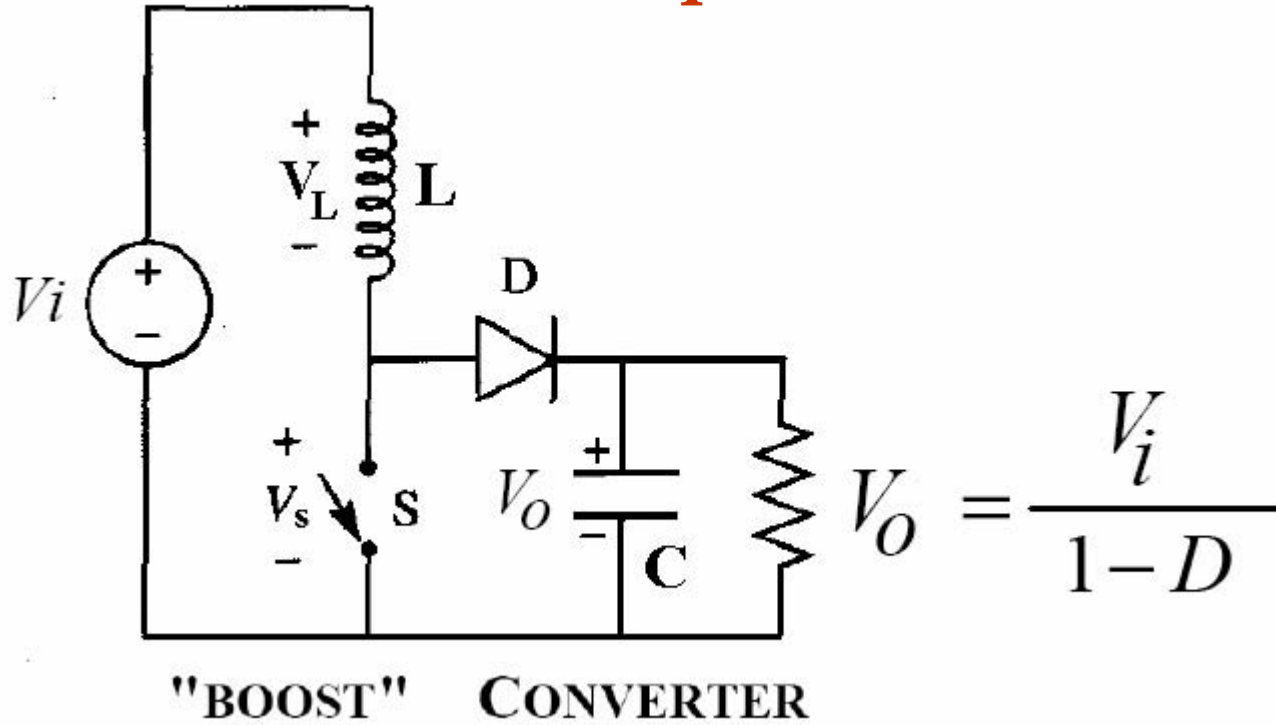 +
V_L
−
L
Vi
+
−
D
+
V_s
−
S
+
V_O
−
C
V_O = V_i / (1 − D)
"BOOST" CONVERTER